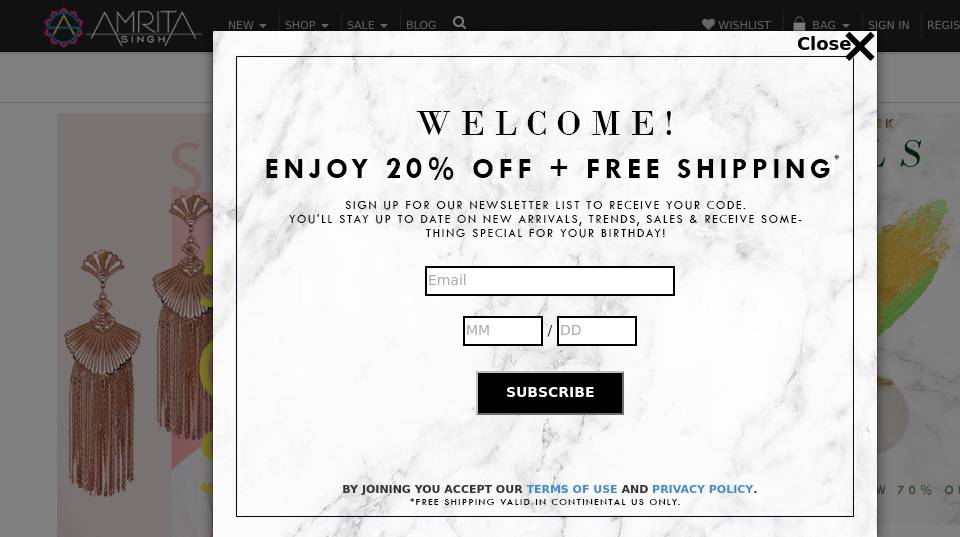 AMRITA
SINGH
NEW
SHOP
SALE
BLOG
WISHLIST
BAG
SIGN IN
Close
WELCOME!
ENJOY 20% OFF + FREE SHIPPING*
SIGN UP FOR OUR NEWSLETTER LIST TO RECEIVE YOUR CODE.
YOU'LL STAY UP TO DATE ON NEW ARRIVALS, TRENDS, SALES & RECEIVE SOME-
THING SPECIAL FOR YOUR BIRTHDAY!
Email
MM / DD
SUBSCRIBE
BY JOINING YOU ACCEPT OUR TERMS OF USE AND PRIVACY POLICY.
*FREE SHIPPING VALID IN CONTINENTAL US ONLY.
70%